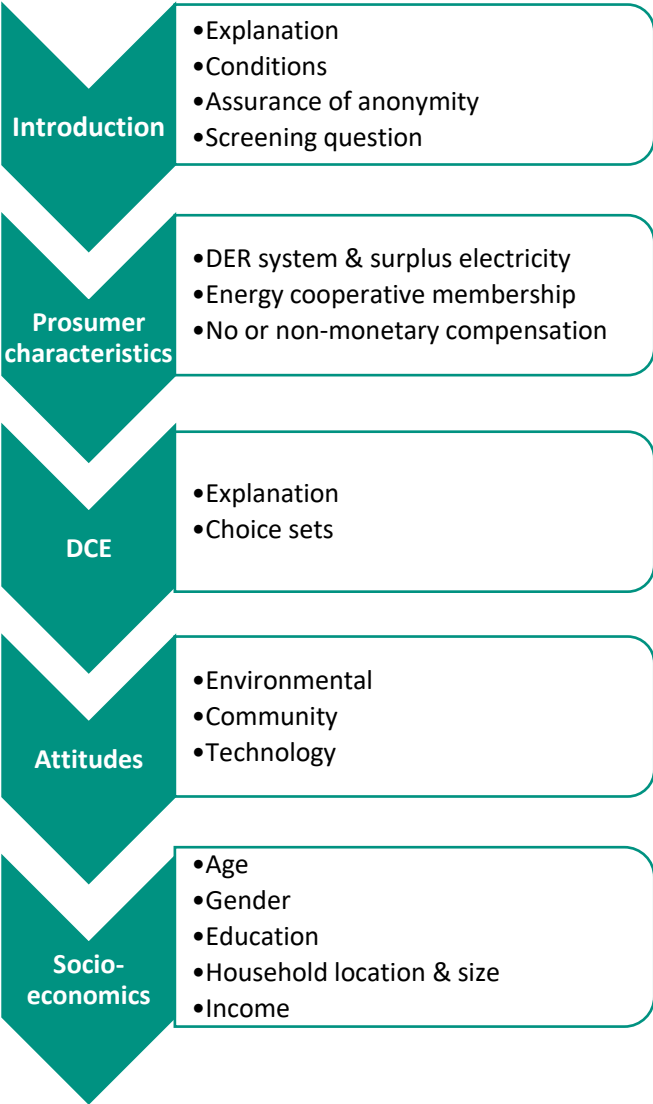 Introduction
•Explanation
•Conditions
•Assurance of anonymity
•Screening question
Prosumer
characteristics
•DER system & surplus electricity
•Energy cooperative membership
•No or non-monetary compensation
DCE
•Explanation
•Choice sets
Attitudes
•Environmental
•Community
•Technology
Socio-
economics
•Age
•Gender
•Education
•Household location & size
•Income